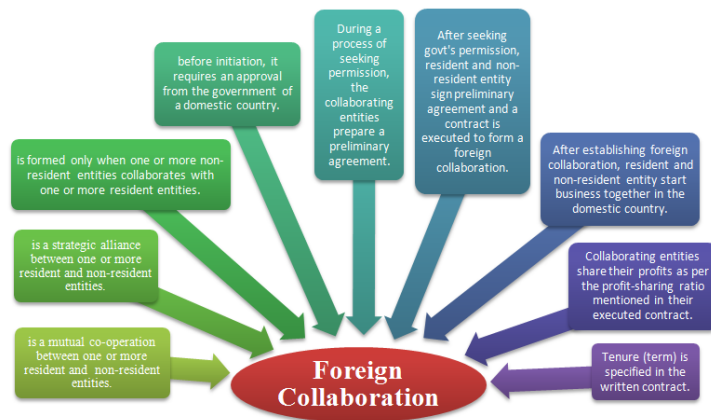 is a mutual co-operation
between one or more
resident and non-resident
entities.
is a strategic alliance
between one or more
resident and non-resident
entities.
is formed only when one or more non-
resident entities collaborates with
one or more resident entities.
before initiation, it
requires an approval
from the government of
a domestic country.
During a
process of
seeking
permission,
the
collaborating
entities
prepare a
preliminary
agreement.
After seeking
govt's permission,
resident and non-
resident entity
sign preliminary
agreement and a
contract is
executed to form a
foreign
collaboration.
After establishing foreign
collaboration, resident and
non-resident entity start
business together in the
domestic country.
Collaborating entities
share their profits as per
the profit-sharing ratio
mentioned in their
executed contract.
Tenure (term) is
specified in the
written contract.
Foreign
Collaboration